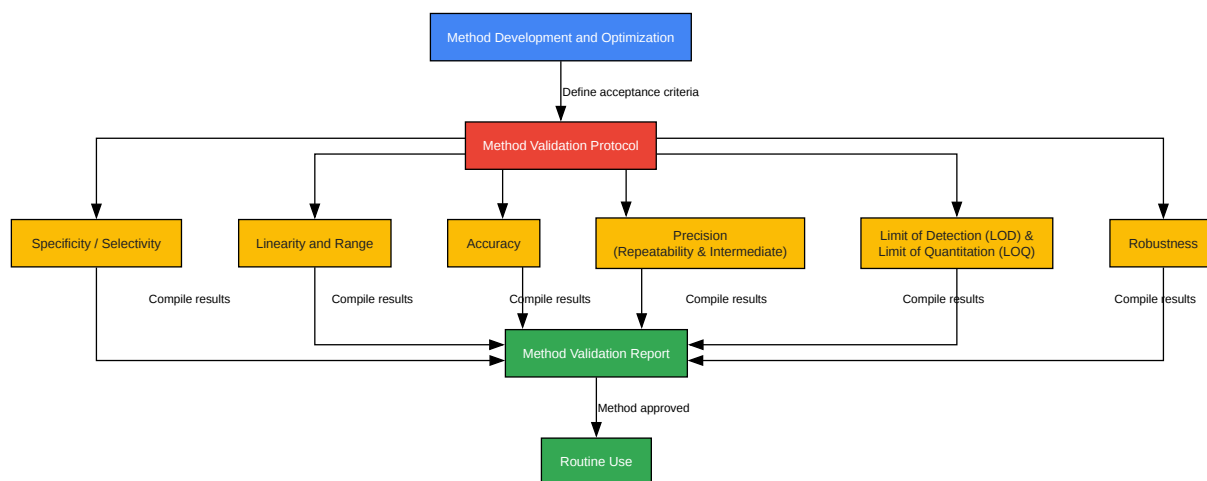 Method Development and Optimization
Define acceptance criteria
Method Validation Protocol
Specificity / Selectivity
Linearity and Range
Accuracy
Precision
(Repeatability & Intermediate)
Limit of Detection (LOD) &
Limit of Quantitation (LOQ)
Robustness
Compile results
Compile results
Compile results
Compile results
Compile results
Compile results
Method Validation Report
Method approved
Routine Use